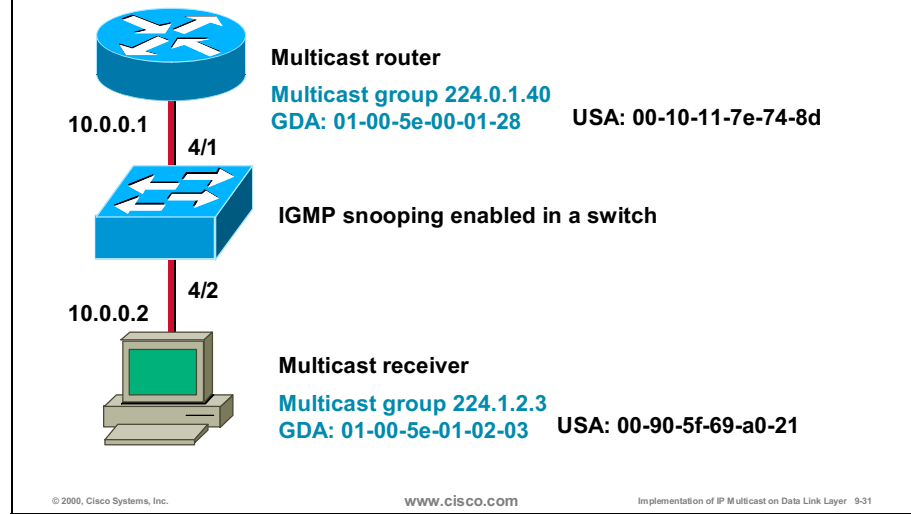 Multicast router
Multicast group 224.0.1.40
GDA: 01-00-5e-00-01-28
USA: 00-10-11-7e-74-8d
10.0.0.1
4/1
IGMP snooping enabled in a switch
4/2
10.0.0.2
Multicast receiver
Multicast group 224.1.2.3
GDA: 01-00-5e-01-02-03
USA: 00-90-5f-69-a0-21
© 2000, Cisco Systems, Inc.
www.cisco.com
Implementation of IP Multicast on Data Link Layer 9-31